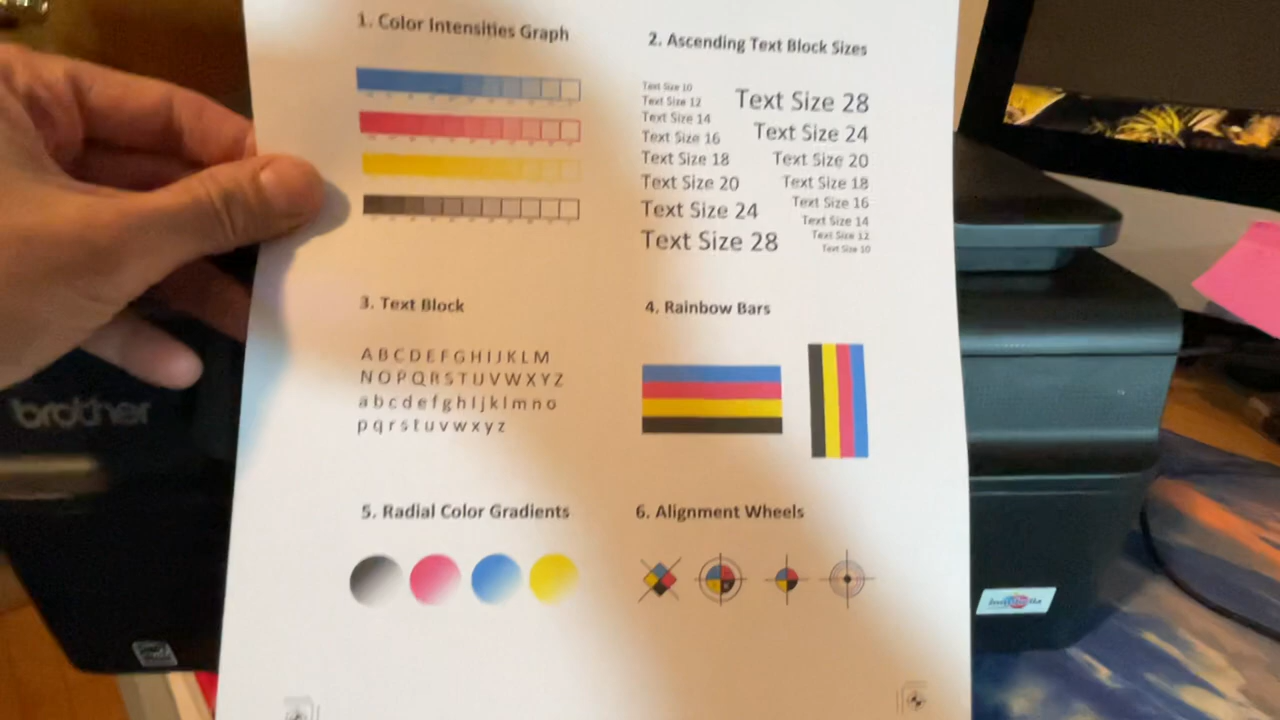 1. Color Intensities Graph
2. Ascending Text Block Sizes
Text Size 10
Text Size 12
Text Size 14
Text Size 16
Text Size 18
Text Size 20
Text Size 24
Text Size 28
Text Size 28
Text Size 24
Text Size 20
Text Size 18
Text Size 16
Text Size 14
Text Size 12
Text Size 10
3. Text Block
A B C D E F G H I J K L M
N O P Q R S T U V W X Y Z
a b c d e f g h i j k l m n o
p q r s t u v w x y z
4. Rainbow Bars
5. Radial Color Gradients
6. Alignment Wheels
brother